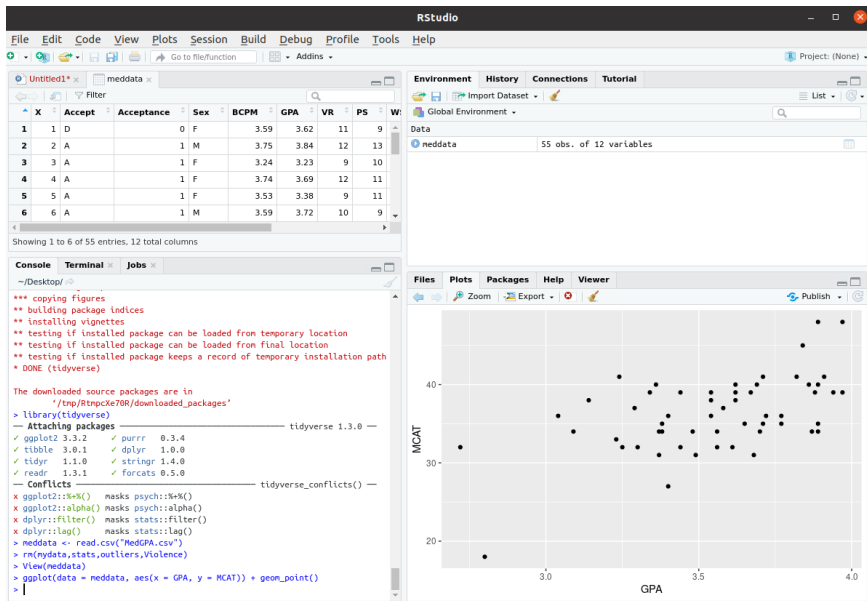 RStudio
File Edit Code View Plots Session Build Debug Profile Tools Help
Go to file/function Addins Project: (None)
Untitled1* meddata
Filter
X Accept Acceptance Sex BCPM GPA VR PS
1 1 D 0 F 3.59 3.62 11 9
2 2 A 1 M 3.75 3.84 12 13
3 3 A 1 F 3.24 3.23 9 10
4 4 A 1 F 3.74 3.69 12 11
5 5 A 1 F 3.53 3.38 9 11
6 6 A 1 M 3.59 3.72 10 9
Showing 1 to 6 of 55 entries, 12 total columns
Console Terminal Jobs
~/Desktop/
*** copying figures
** building package indices
** installing vignettes
** testing if installed package can be loaded from temporary location
** testing if installed package can be loaded from final location
** testing if installed package keeps a record of temporary installation path
* DONE (tidyverse)
The downloaded source packages are in
‘/tmp/RtmpcXe70R/downloaded_packages’
> library(tidyverse)
── Attaching packages ── tidyverse 1.3.0 ──
✓ ggplot2 3.3.2 ✓ purrr 0.3.4
✓ tibble 3.0.1 ✓ dplyr 1.0.0
✓ tidyr 1.1.0 ✓ stringr 1.4.0
✓ readr 1.3.1 ✓ forcats 0.5.0
── Conflicts ── tidyverse_conflicts() ──
x ggplot2::%+%() masks psych::%+%()
x ggplot2::alpha() masks psych::alpha()
x dplyr::filter() masks stats::filter()
x dplyr::lag() masks stats::lag()
> meddata <- read.csv("MedGPA.csv")
> rm(mydata,stats,outliers,Violence)
> View(meddata)
> ggplot(data = meddata, aes(x = GPA, y = MCAT)) + geom_point()
>
Environment History Connections Tutorial
Import Dataset List
Global Environment
Data
meddata 55 obs. of 12 variables
Files Plots Packages Help Viewer
Zoom Export Publish
MCAT
40
30
20
3.0 3.5 4.0
GPA